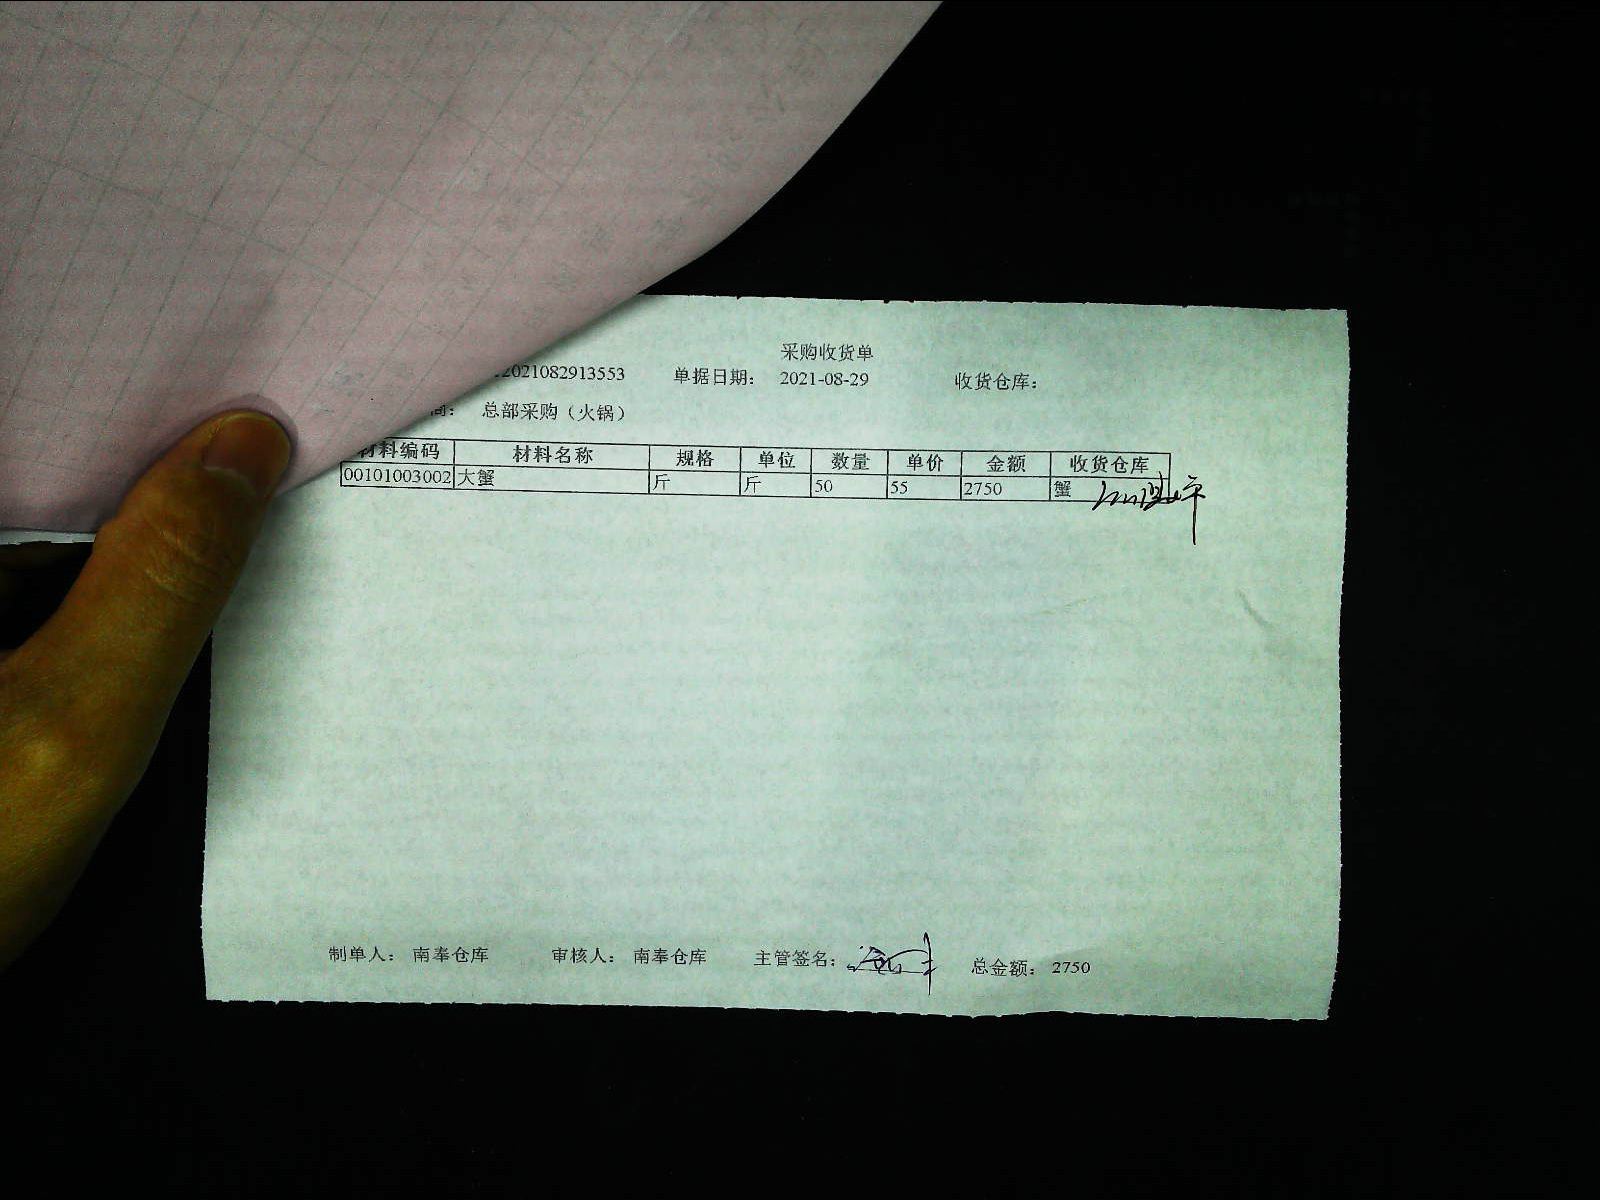 采购收货单
2021082913553 单据日期： 2021-08-29 收货仓库：
商： 总部采购（火锅）
材料编码 材料名称 规格 单位 数量 单价 金额 收货仓库
00101003002 大蟹 斤 斤 50 55 2750 蟹
制单人： 南奉仓库 审核人： 南奉仓库 主管签名： 总金额： 2750